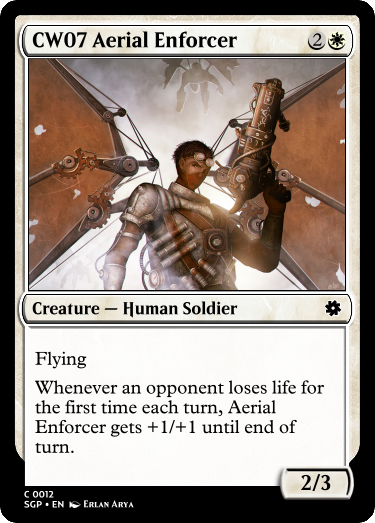 CW07 Aerial Enforcer 2
Creature — Human Soldier
Flying
Whenever an opponent loses life for
the first time each turn, Aerial
Enforcer gets +1/+1 until end of
turn.
2/3
C 0012
SGP • EN Erlan Arya